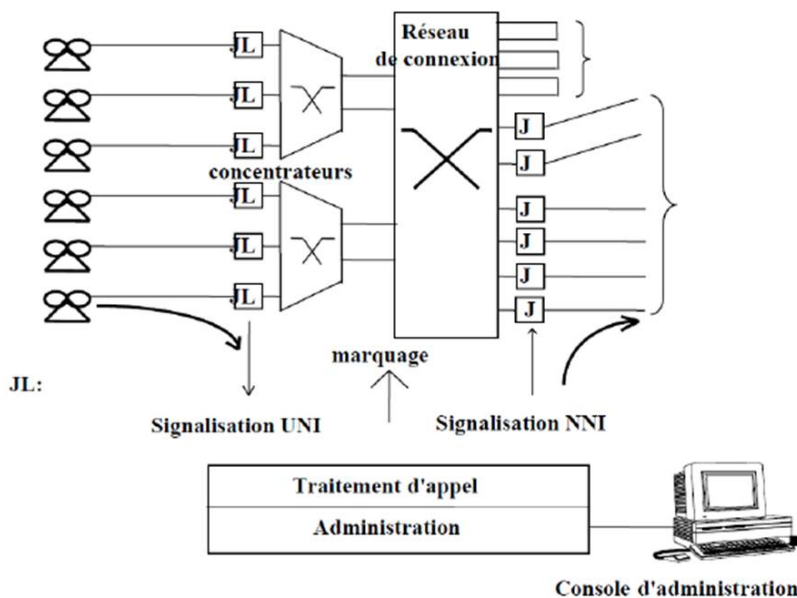 JL
Réseau
de connexion
JL
J
JL
J
concentrateurs
JL
J
JL
J
J
JL
J
marquage
JL:
Signalisation UNI
Signalisation NNI
Traitement d'appel
Administration
Console d'administration